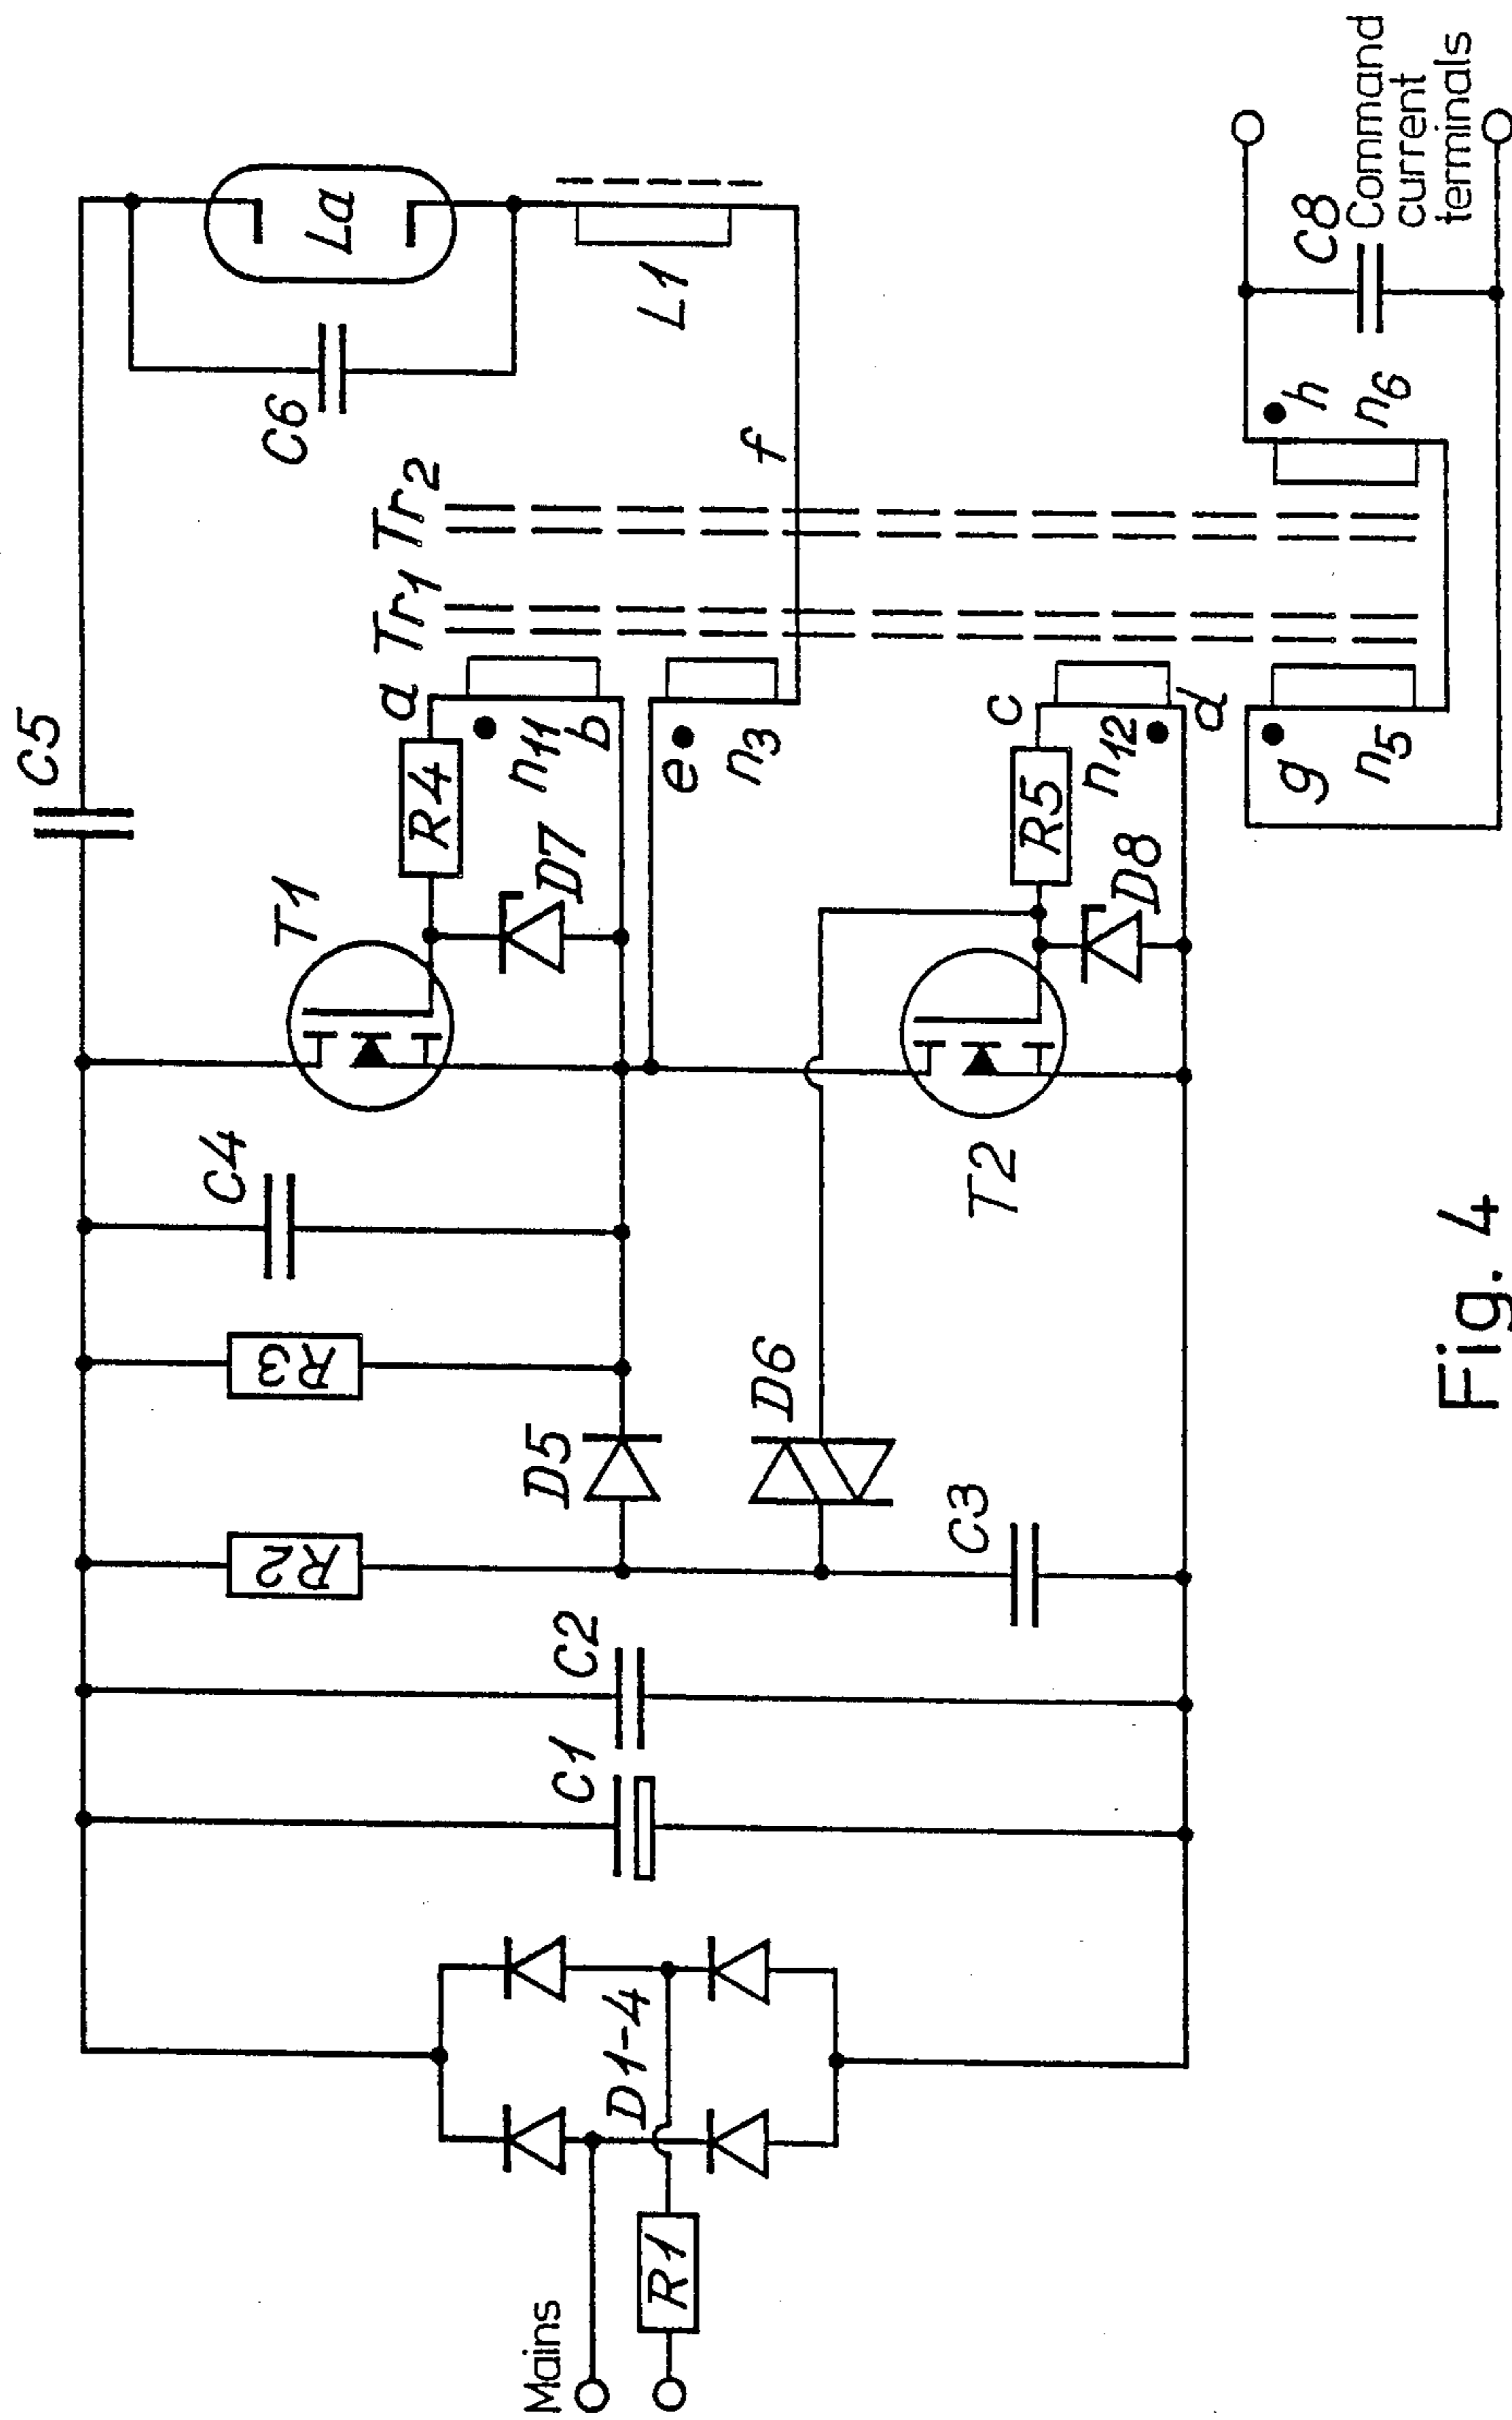 Mains
R1
D1-4
C1
C2
R2
R3
C4
D5
D6
C3
C5
T1
T2
R4
D7
R5
D8
a
Tr1
Tr2
n11
b
e
n3
f
c
n12
d
g
n5
h
n6
C6
La
L1
C8
Command
current
terminals
Fig. 4